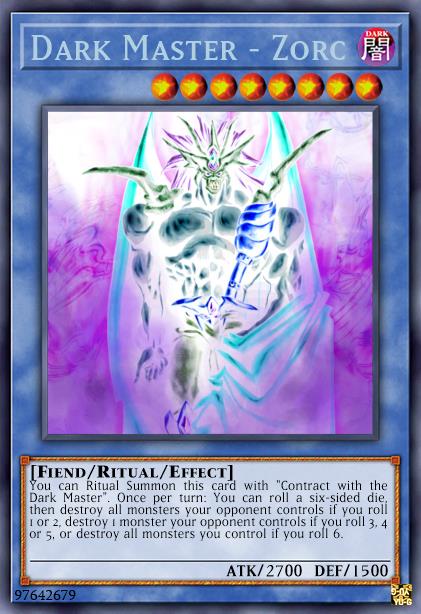 Dark Master - Zorc
DARK
闇
[Fiend/Ritual/Effect]
You can Ritual Summon this card with "Contract with the
Dark Master". Once per turn: You can roll a six-sided die,
then destroy all monsters your opponent controls if you roll
1 or 2, destroy 1 monster your opponent controls if you roll 3, 4
or 5, or destroy all monsters you control if you roll 6.
ATK/2700 DEF/1500
97642679